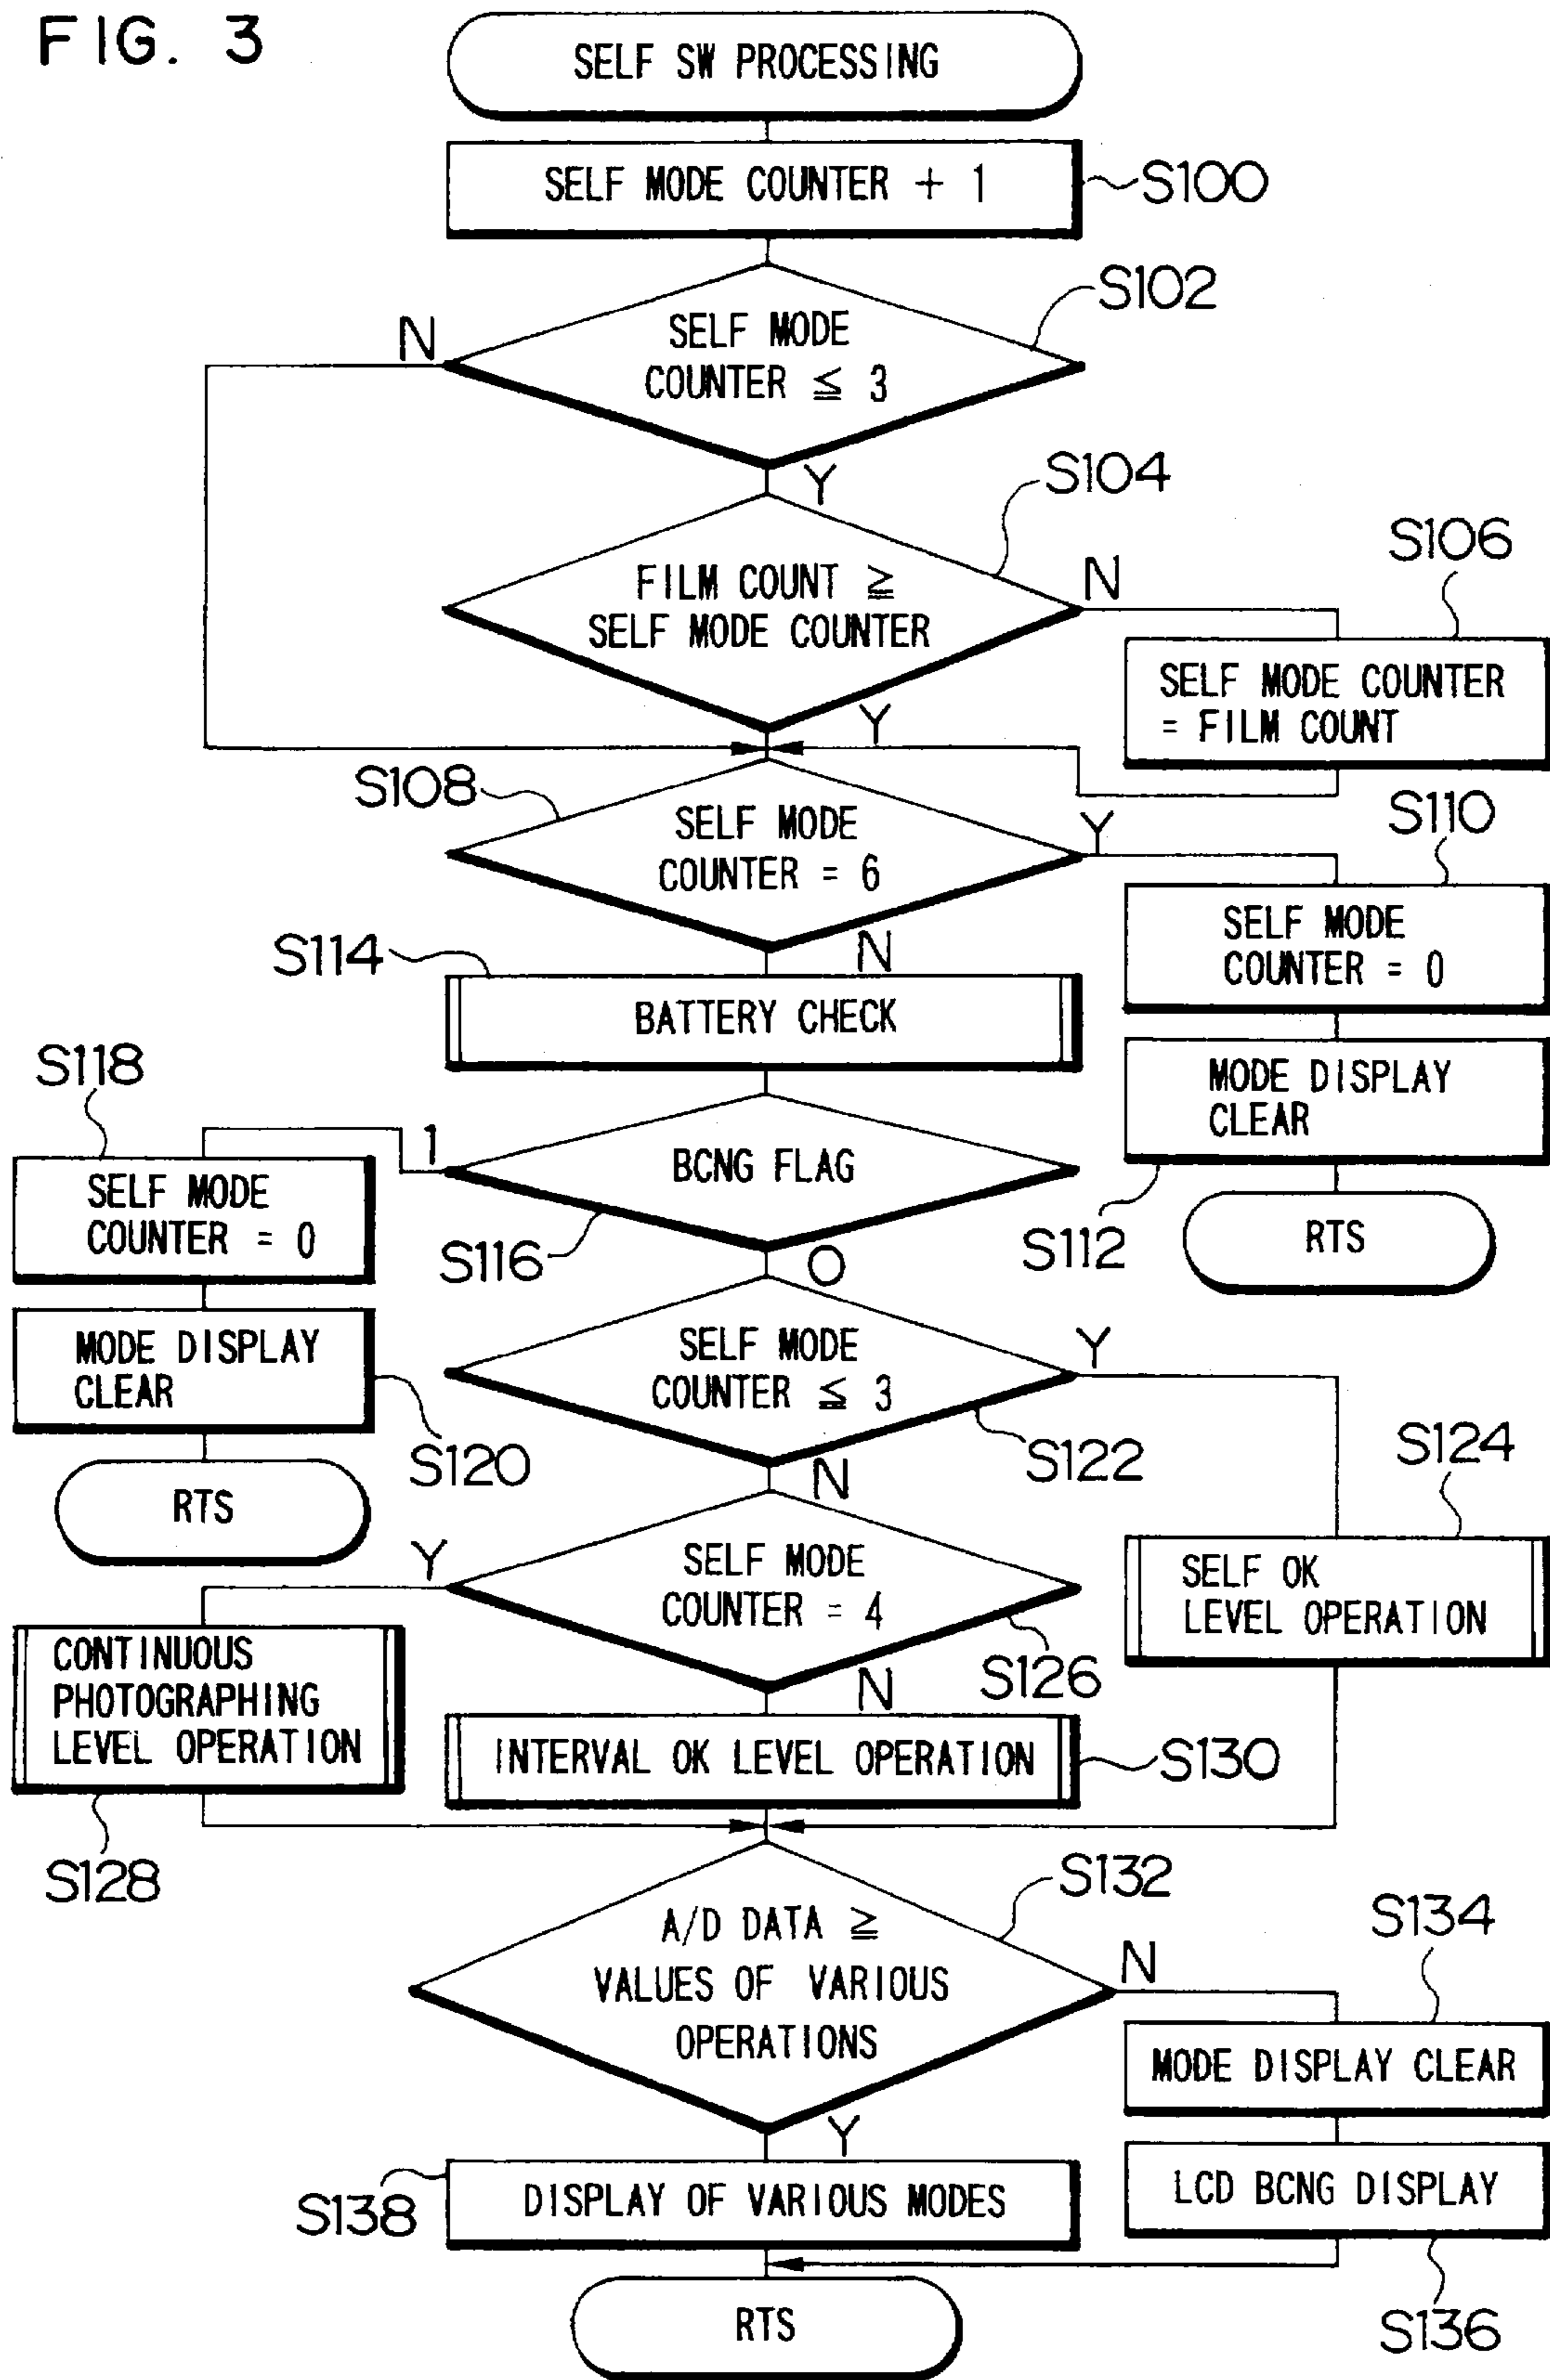 FIG. 3
SELF SW PROCESSING
SELF MODE COUNTER + 1
S100
S102
N
SELF MODE
COUNTER ≦ 3
Y
S104
FILM COUNT ≧
SELF MODE COUNTER
N
S106
SELF MODE COUNTER
= FILM COUNT
Y
S108
SELF MODE
COUNTER = 6
Y
S110
SELF MODE
COUNTER = 0
N
S114
BATTERY CHECK
MODE DISPLAY
CLEAR
S112
RTS
S118
1
BCNG FLAG
SELF MODE
COUNTER = 0
S116
0
MODE DISPLAY
CLEAR
S120
RTS
SELF MODE
COUNTER ≦ 3
Y
S122
N
S124
SELF OK
LEVEL OPERATION
Y
SELF MODE
COUNTER = 4
S126
N
CONTINUOUS
PHOTOGRAPHING
LEVEL OPERATION
S128
INTERVAL OK LEVEL OPERATION
S130
S132
A/D DATA ≧
VALUES OF VARIOUS
OPERATIONS
N
S134
MODE DISPLAY CLEAR
Y
LCD BCNG DISPLAY
S136
S138
DISPLAY OF VARIOUS MODES
RTS